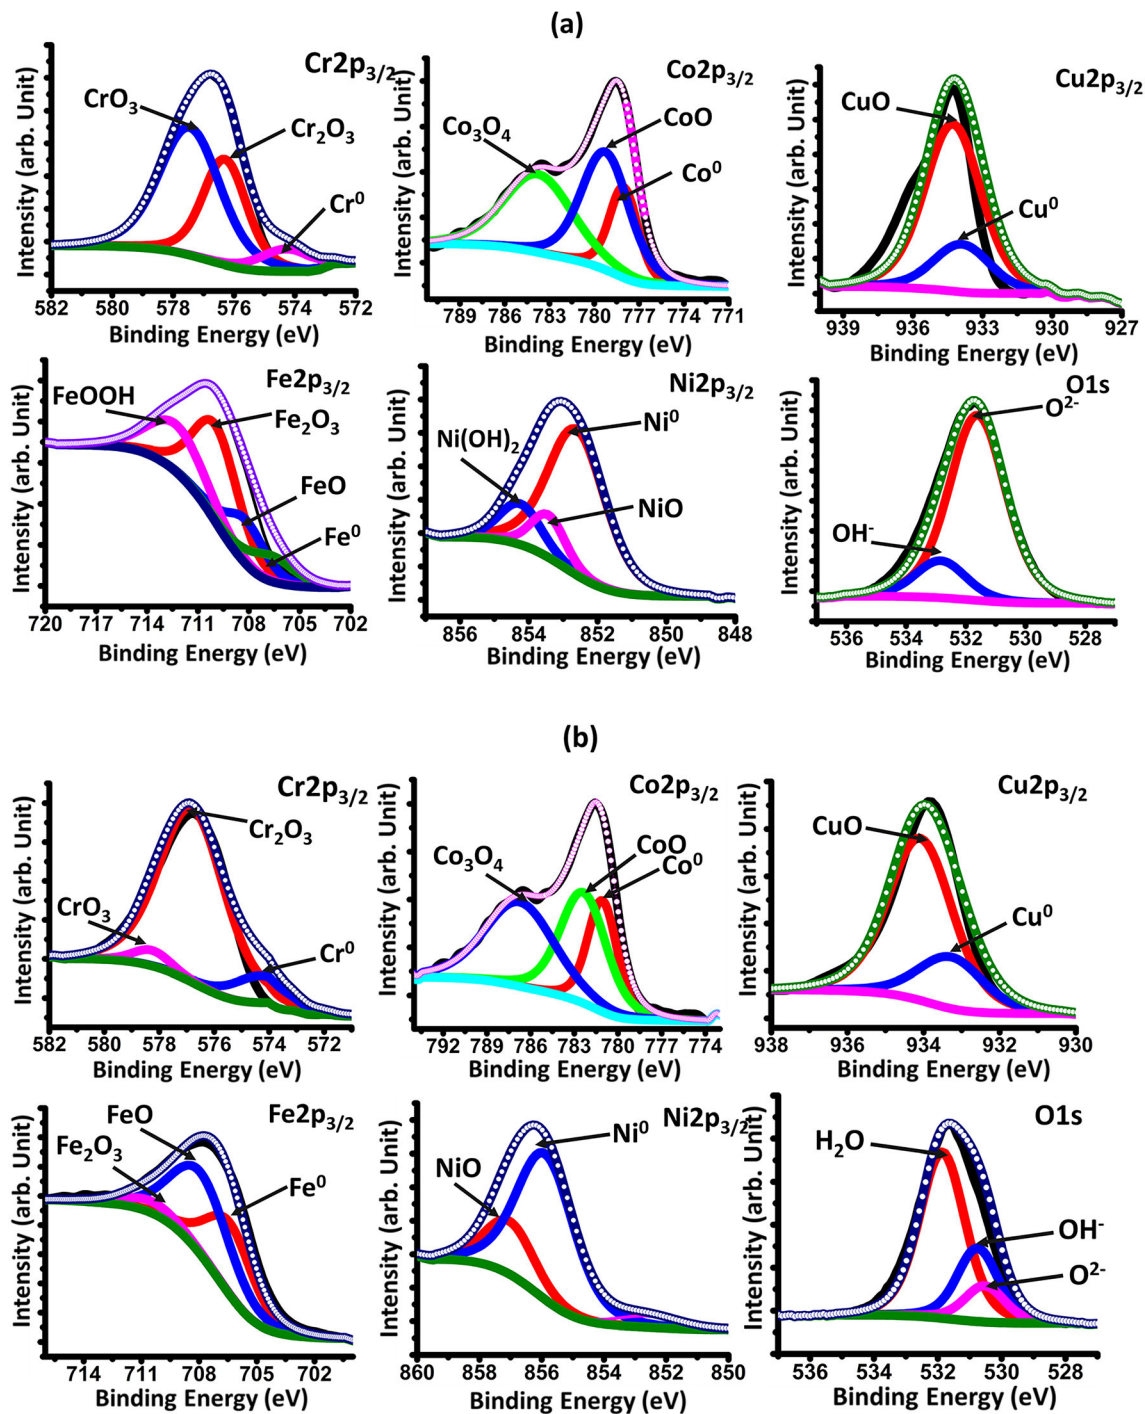 (a)
Cr2p3/2
CrO3
Cr2O3
Cr0
Intensity (arb. Unit)
582 580 578 576 574 572
Binding Energy (eV)
Co2p3/2
Co3O4
CoO
Co0
Intensity (arb. Unit)
789 786 783 780 777 774 771
Binding Energy (eV)
Cu2p3/2
CuO
Cu0
Intensity (arb. Unit)
939 936 933 930 927
Binding Energy (eV)
Fe2p3/2
FeOOH
Fe2O3
FeO
Fe0
Intensity (arb. Unit)
720 717 714 711 708 705 702
Binding Energy (eV)
Ni2p3/2
Ni0
Ni(OH)2
NiO
Intensity (arb. Unit)
856 854 852 850 848
Binding Energy (eV)
O1s
O2-
OH-
Intensity (arb. Unit)
536 534 532 530 528
Binding Energy (eV)
(b)
Cr2p3/2
Cr2O3
CrO3
Cr0
Intensity (arb. Unit)
582 580 578 576 574 572
Binding Energy (eV)
Co2p3/2
Co3O4
CoO
Co0
Intensity (arb. Unit)
792 789 786 783 780 777 774
Binding Energy (eV)
Cu2p3/2
CuO
Cu0
Intensity (arb. Unit)
938 936 934 932 930
Binding Energy (eV)
Fe2p3/2
FeO
Fe2O3
Fe0
Intensity (arb. Unit)
714 711 708 705 702
Binding Energy (eV)
Ni2p3/2
Ni0
NiO
Intensity (arb. Unit)
860 858 856 854 852 850
Binding Energy (eV)
O1s
H2O
OH-
O2-
Intensity (arb. Unit)
536 534 532 530 528
Binding Energy (eV)